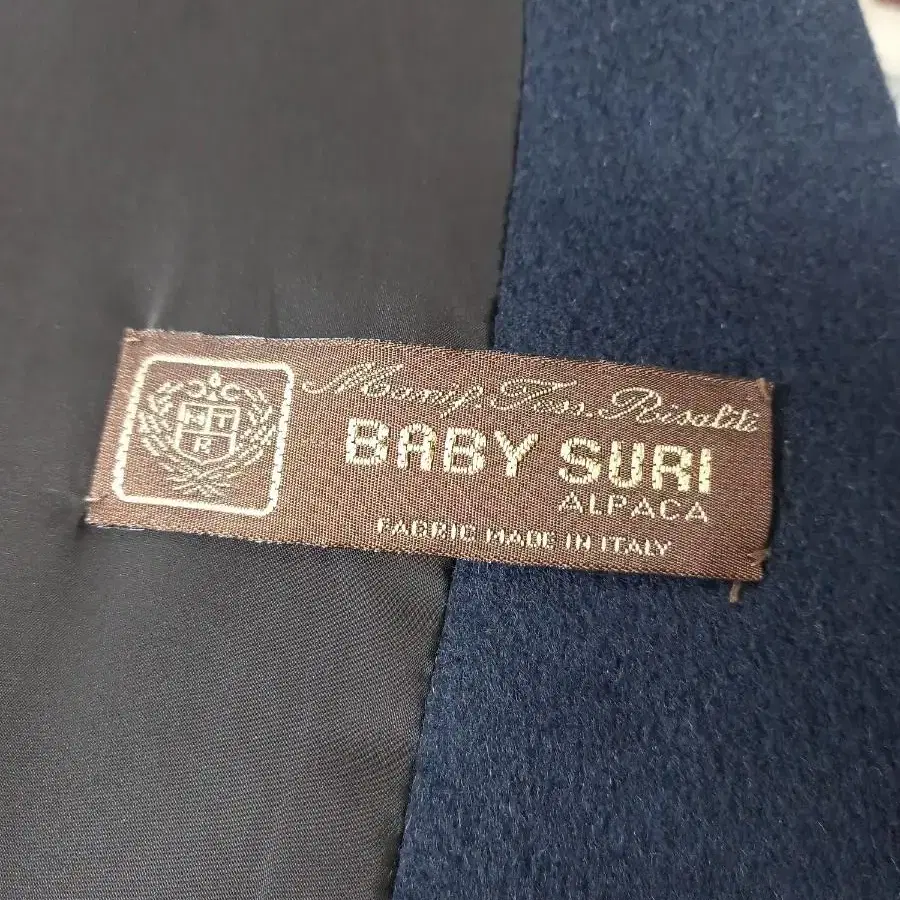 Manif. Tess. Risaliti
BABY SURI
ALPACA
FABRIC MADE IN ITALY
M T
R